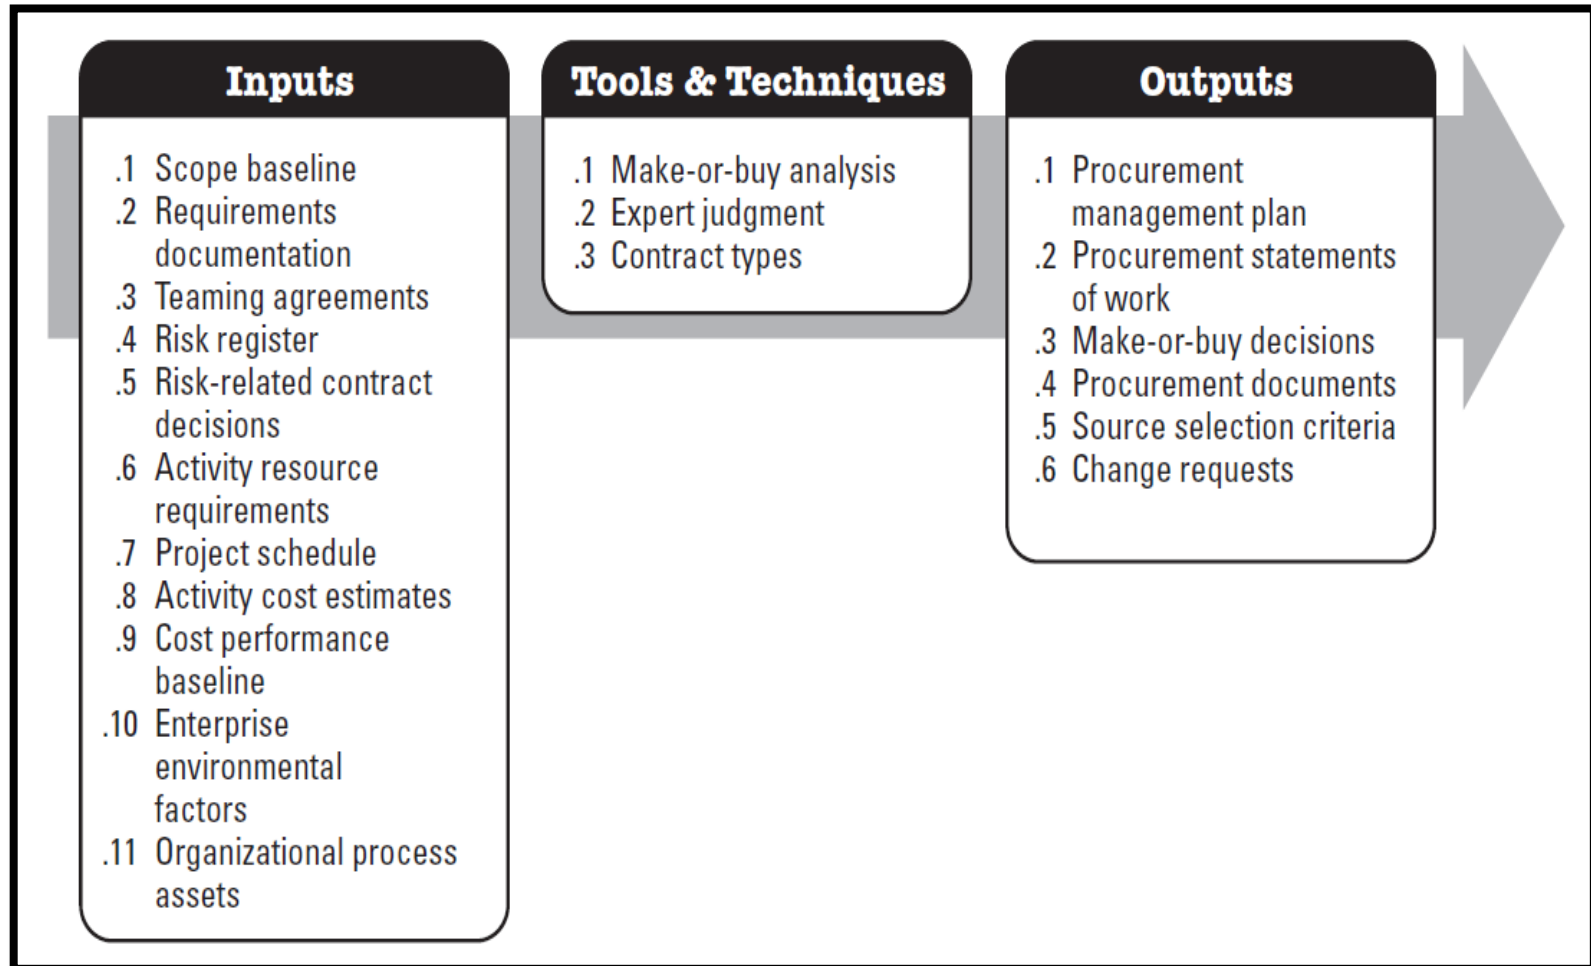 Inputs
.1 Scope baseline
.2 Requirements
documentation
.3 Teaming agreements
.4 Risk register
.5 Risk-related contract
decisions
.6 Activity resource
requirements
.7 Project schedule
.8 Activity cost estimates
.9 Cost performance
baseline
.10 Enterprise
environmental
factors
.11 Organizational process
assets
Tools & Techniques
.1 Make-or-buy analysis
.2 Expert judgment
.3 Contract types
Outputs
.1 Procurement
management plan
.2 Procurement statements
of work
.3 Make-or-buy decisions
.4 Procurement documents
.5 Source selection criteria
.6 Change requests